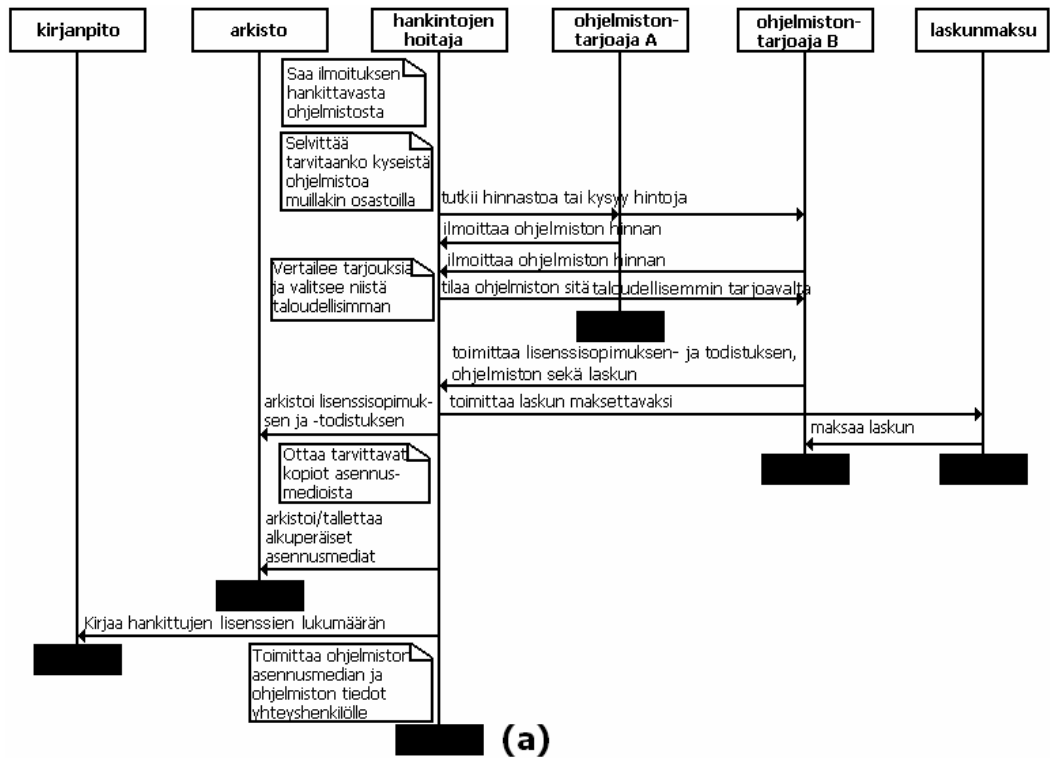 kirjanpito
arkisto
hankintojen
hoitaja
ohjelmiston-
tarjoaja A
ohjelmiston-
tarjoaja B
laskunmaksu
Saa ilmoituksen
hankittavasta
ohjelmistosta
Selvittää
tarvitaanko kyseistä
ohjelmistoa
muillakin osastoilla
tutkii hinnastoa tai kysyy hintoja
ilmoittaa ohjelmiston hinnan
ilmoittaa ohjelmiston hinnan
Vertailee tarjouksia
ja valitsee niistä
taloudellisimman
tilaa ohjelmiston sitä taloudellisemmin tarjoavalta
toimittaa lisenssisopimuksen- ja todistuksen,
ohjelmiston sekä laskun
toimittaa laskun maksettavaksi
arkistoi lisenssisopimuk-
sen ja -todistuksen
maksaa laskun
Ottaa tarvittavat
kopiot asennus-
medioista
arkistoi/tallettaa
alkuperäiset
asennusmediat
Kirjaa hankittujen lisenssien lukumäärän
Toimittaa ohjelmiston
asennusmedian ja
ohjelmiston tiedot
yhteyshenkilölle
(a)